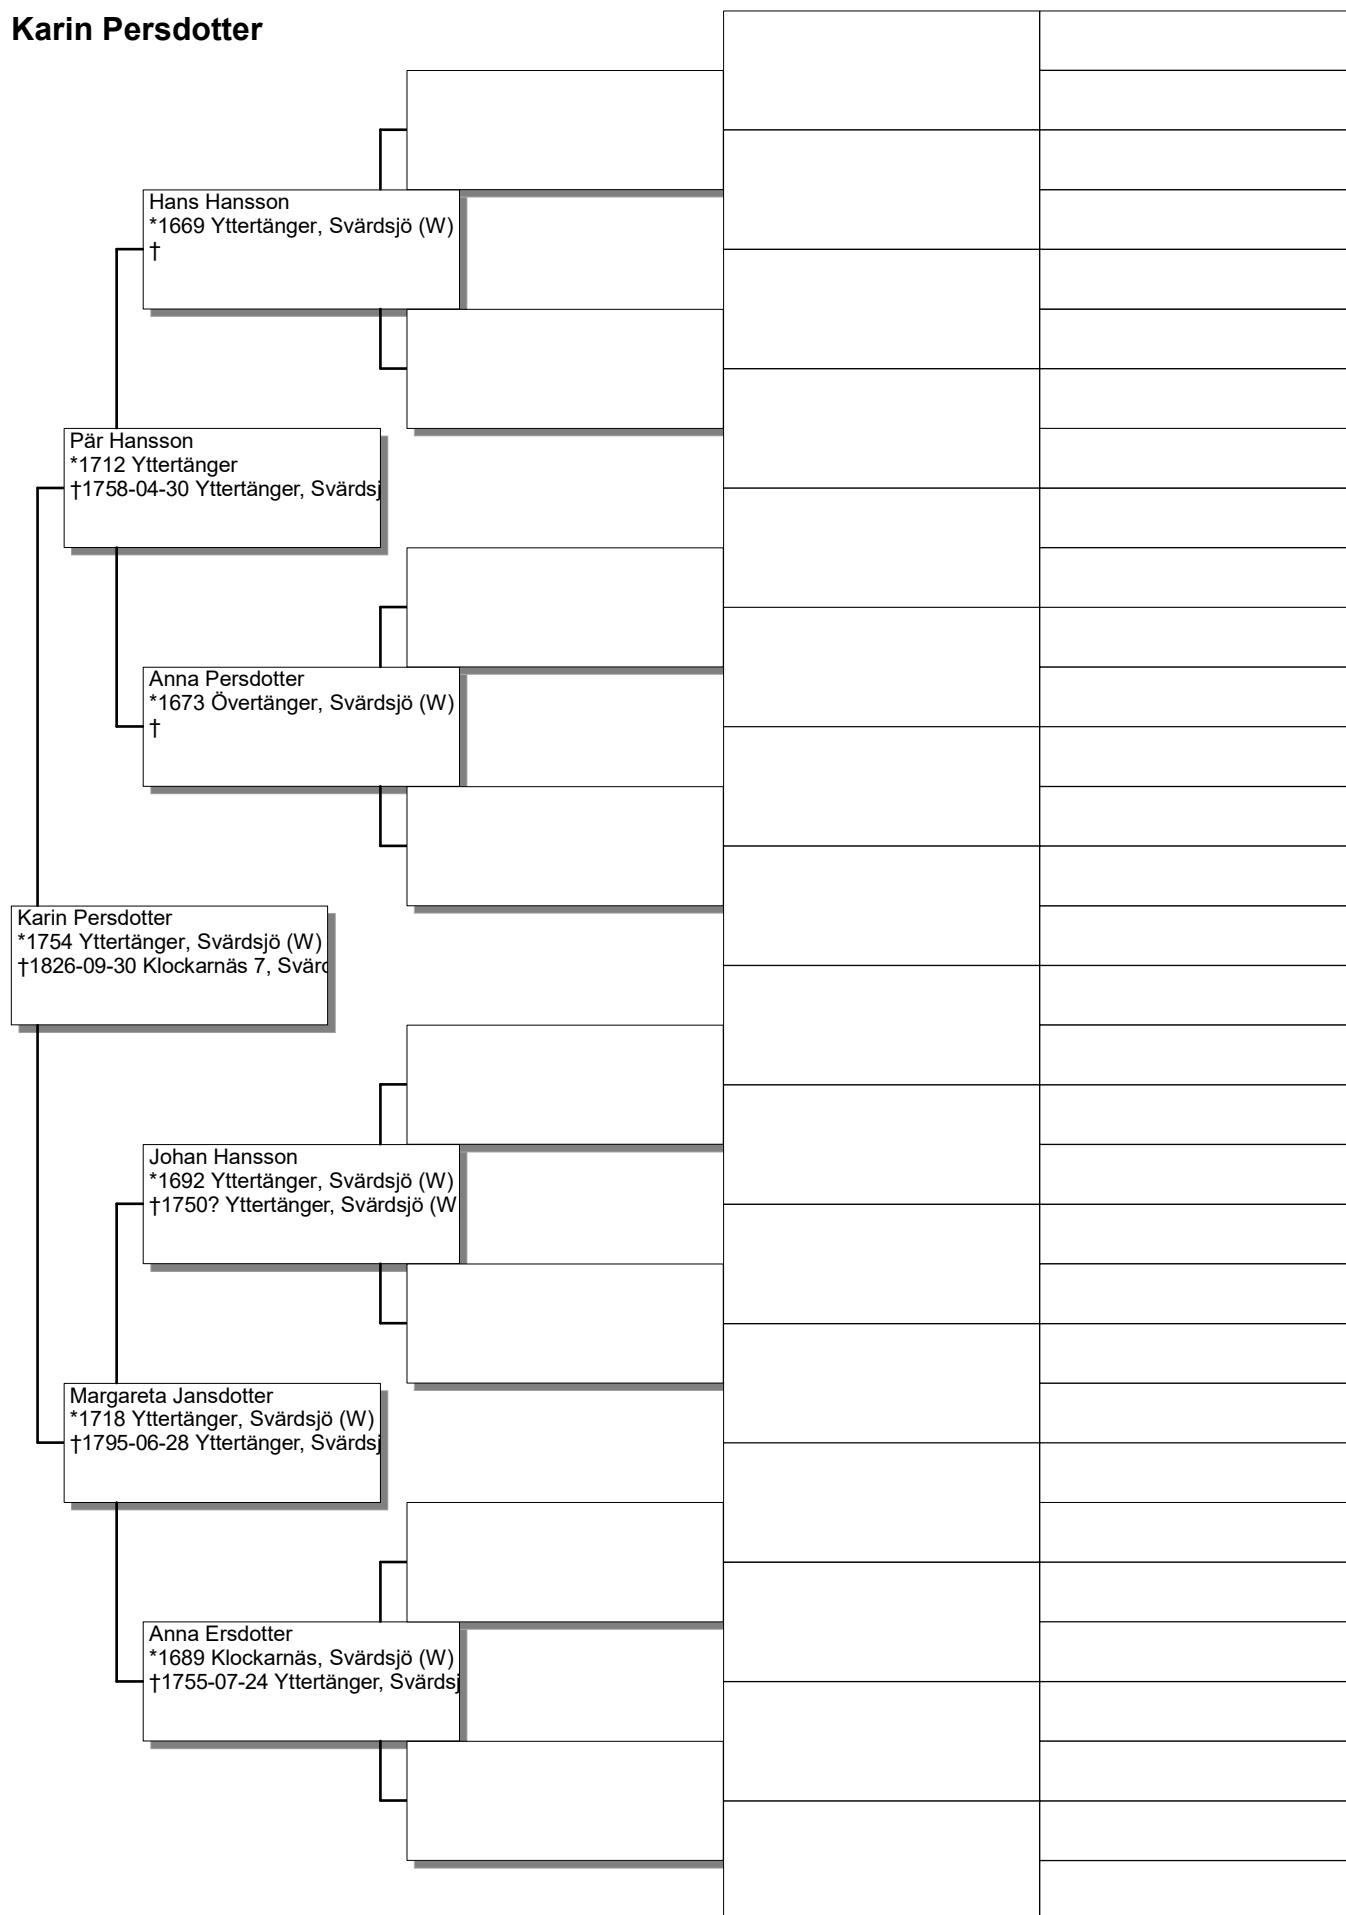 Karin Persdotter
Hans Hansson
*1669 Yttertänger, Svärdsjö (W)
†
Pär Hansson
*1712 Yttertänger
†1758-04-30 Yttertänger, Svärdsj
Anna Persdotter
*1673 Övertänger, Svärdsjö (W)
†
Karin Persdotter
*1754 Yttertänger, Svärdsjö (W)
†1826-09-30 Klockarnäs 7, Svärd
Johan Hansson
*1692 Yttertänger, Svärdsjö (W)
†1750? Yttertänger, Svärdsjö (W
Margareta Jansdotter
*1718 Yttertänger, Svärdsjö (W)
†1795-06-28 Yttertänger, Svärdsj
Anna Ersdotter
*1689 Klockarnäs, Svärdsjö (W)
†1755-07-24 Yttertänger, Svärdsj